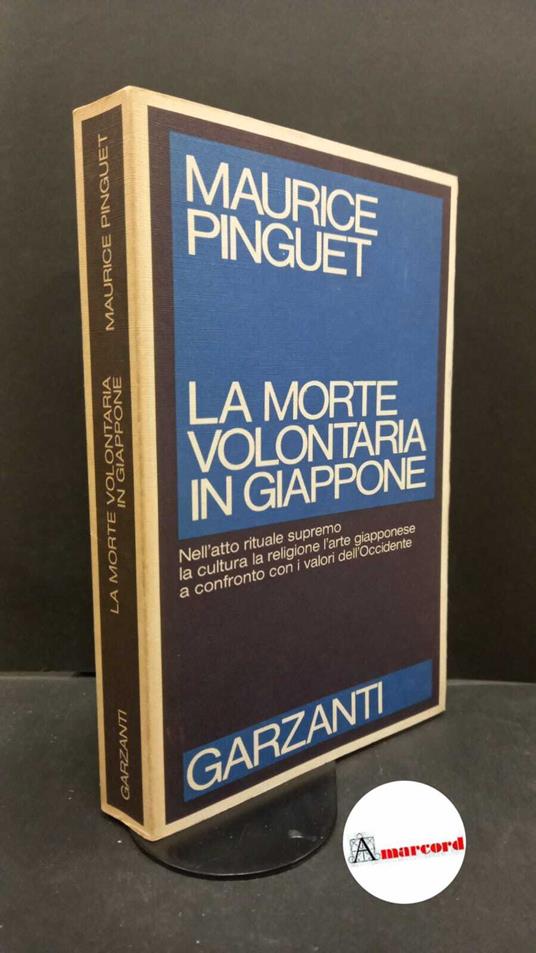 MAURICE
PINGUET
LA MORTE
VOLONTARIA
IN GIAPPONE
Nell'atto rituale supremo
la cultura la religione l'arte giapponese
a confronto con i valori dell'Occidente
GARZANTI
MAURICE PINGUET
LA MORTE VOLONTARIA
IN GIAPPONE
GARZANTI
Amarcord